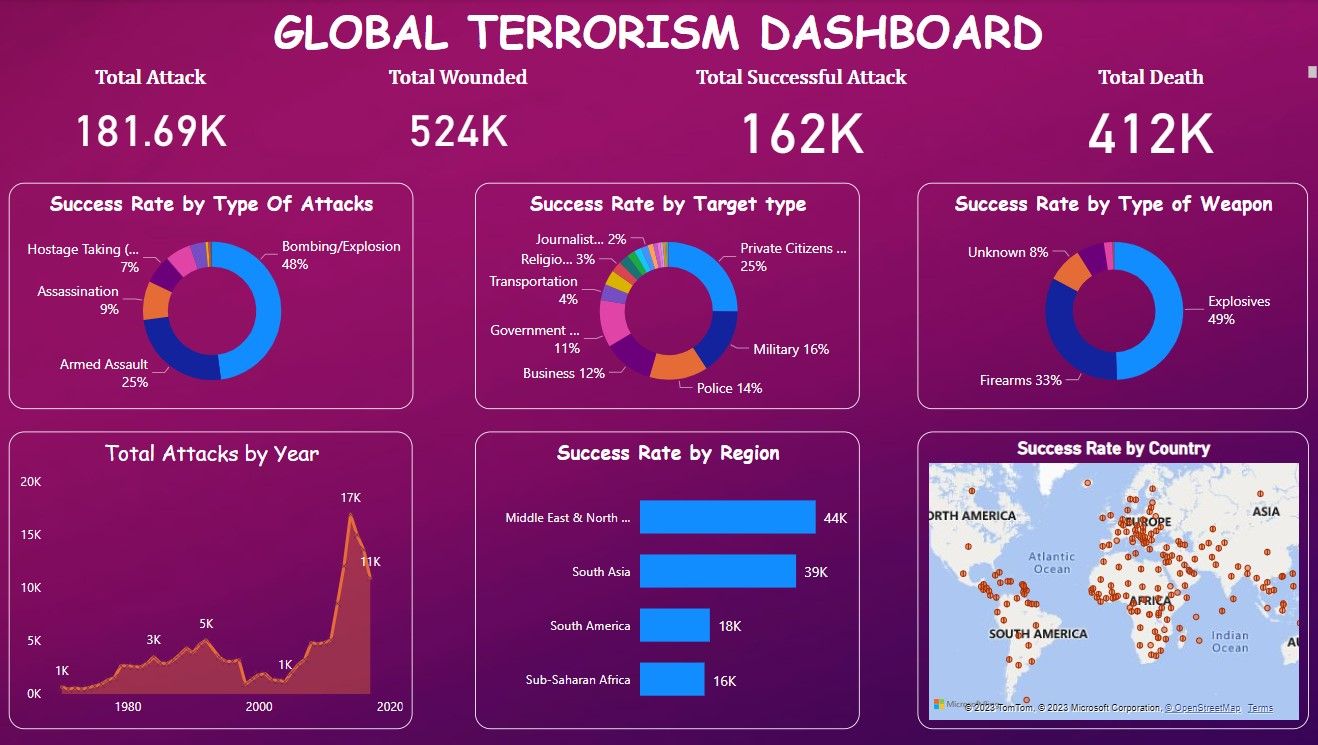 GLOBAL TERRORISM DASHBOARD
Total Attack
Total Wounded
Total Successful Attack
Total Death
181.69K
524K
162K
412K
Success Rate by Type Of Attacks
Hostage Taking (...
7%
Assassination
9%
Armed Assault
25%
Bombing/Explosion
48%
Success Rate by Target type
Journalist... 2%
Religio... 3%
Transportation
4%
Government ...
11%
Business 12%
Private Citizens ...
25%
Military 16%
Police 14%
Success Rate by Type of Weapon
Unknown 8%
Firearms 33%
Explosives
49%
Total Attacks by Year
20K
15K
10K
5K
0K
1K
3K
5K
1K
17K
11K
1980
2000
2020
Success Rate by Region
Middle East & North ...
44K
South Asia
39K
South America
18K
Sub-Saharan Africa
16K
Success Rate by Country
ORTH AMERICA
EUROPE
ASIA
Atlantic
Ocean
AFRICA
SOUTH AMERICA
Indian
Ocean
AU
© 2023 TomTom, © 2023 Microsoft Corporation, © OpenStreetMap Terms